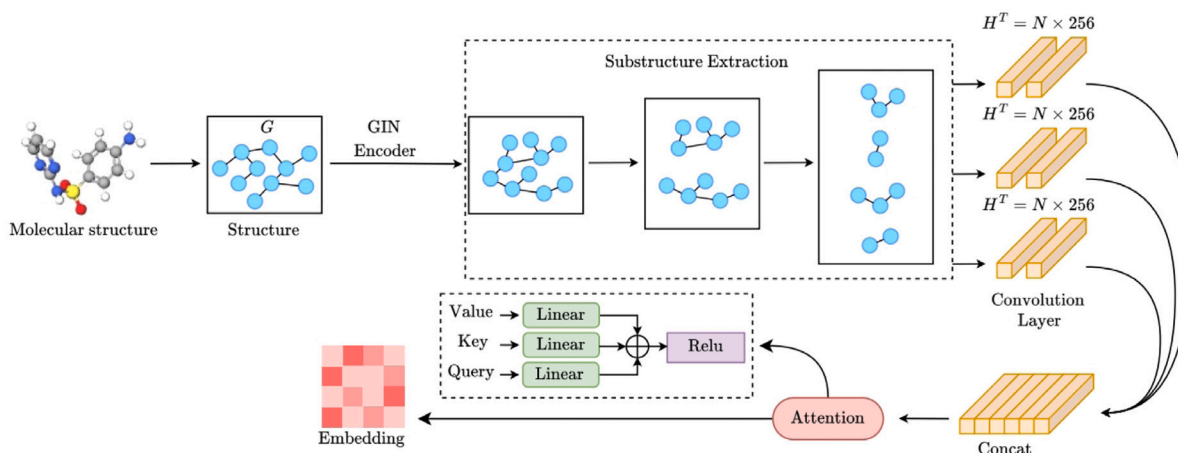 Molecular structure
G
Structure
GIN
Encoder
Substructure Extraction
H^T = N × 256
H^T = N × 256
H^T = N × 256
Convolution
Layer
Value
Linear
Key
Linear
Query
Linear
Relu
Attention
Concat
Embedding